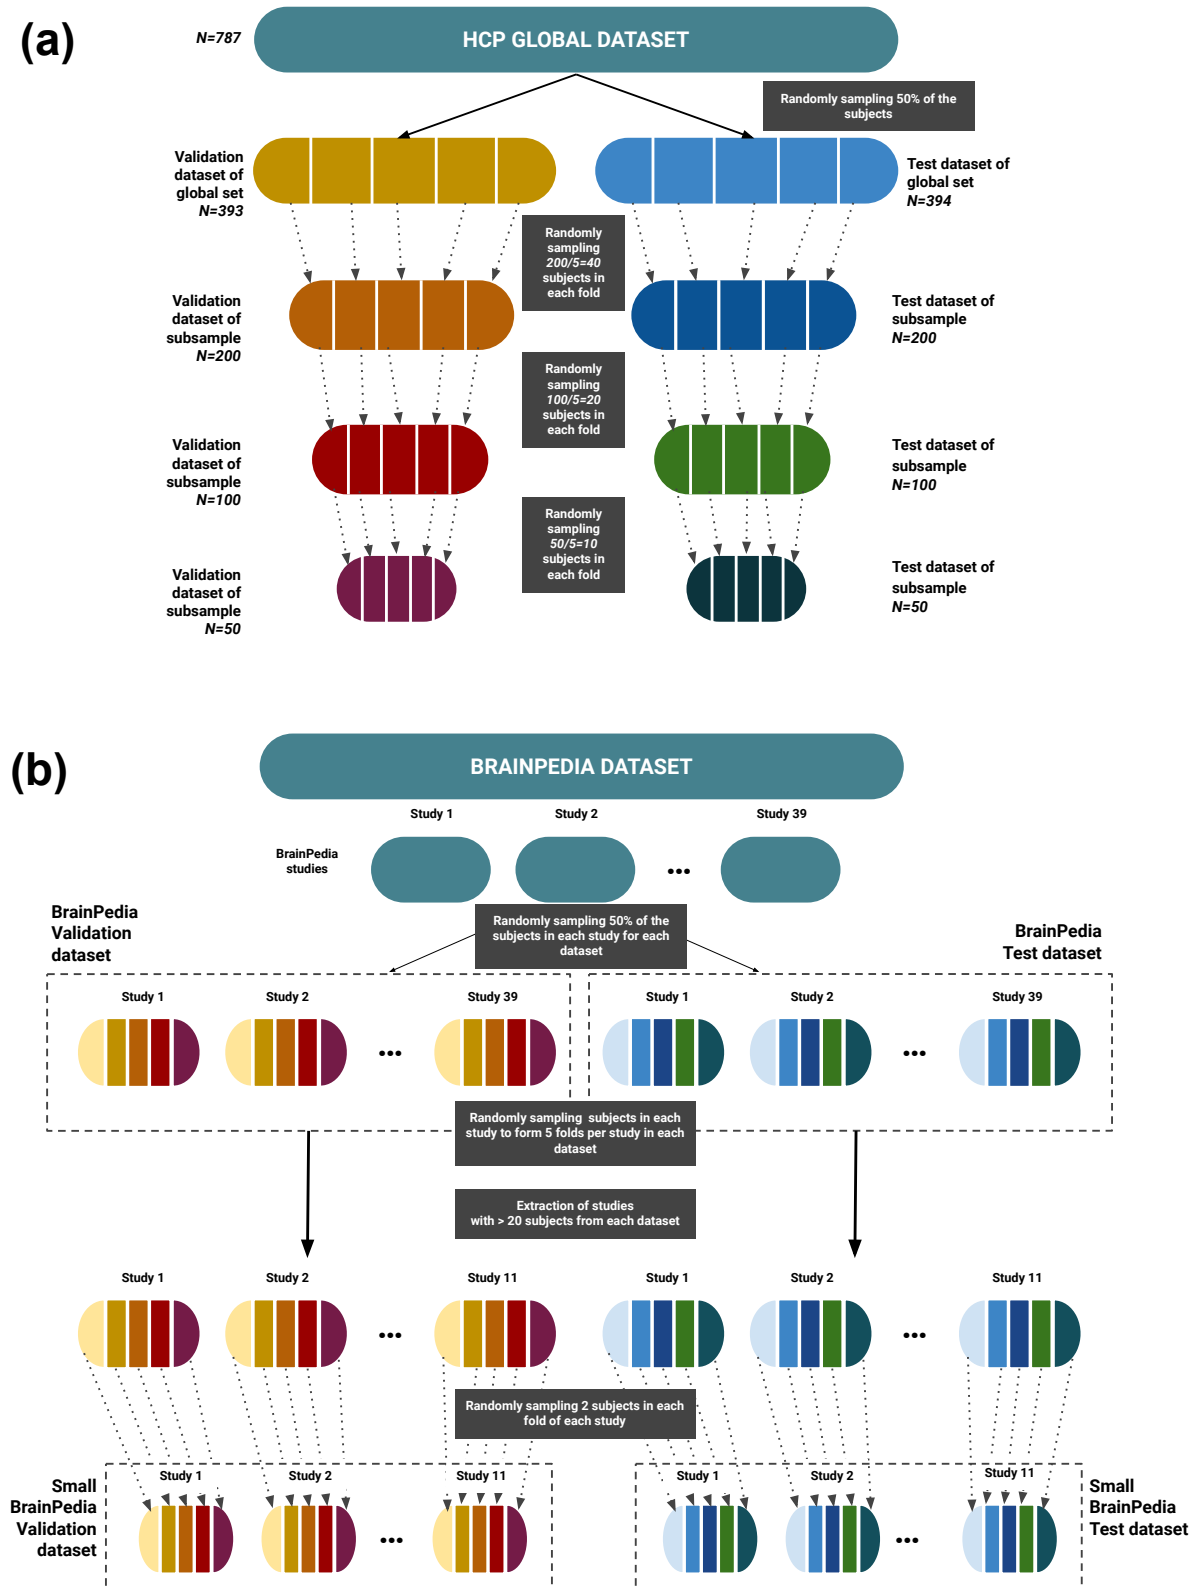 (a)
N=787
HCP GLOBAL DATASET
Randomly sampling 50% of the
subjects
Validation
dataset of
global set
N=393
Test dataset of
global set
N=394
Randomly
sampling
200/5=40
subjects in
each fold
Validation
dataset of
subsample
N=200
Test dataset of
subsample
N=200
Randomly
sampling
100/5=20
subjects in
each fold
Validation
dataset of
subsample
N=100
Test dataset of
subsample
N=100
Randomly
sampling
50/5=10
subjects in
each fold
Validation
dataset of
subsample
N=50
Test dataset of
subsample
N=50
(b)
BRAINPEDIA DATASET
Study 1
Study 2
Study 39
BrainPedia
studies
...
BrainPedia
Validation
dataset
Randomly sampling 50% of the
subjects in each study for each
dataset
BrainPedia
Test dataset
Study 1
Study 2
Study 39
Study 1
Study 2
Study 39
...
...
Randomly sampling subjects in each
study to form 5 folds per study in each
dataset
Extraction of studies
with > 20 subjects from each dataset
Study 1
Study 2
Study 11
Study 1
Study 2
Study 11
...
...
Randomly sampling 2 subjects in each
fold of each study
Small
BrainPedia
Validation
dataset
Study 1
Study 2
Study 11
Study 1
Study 2
Study 11
...
...
Small
BrainPedia
Test dataset